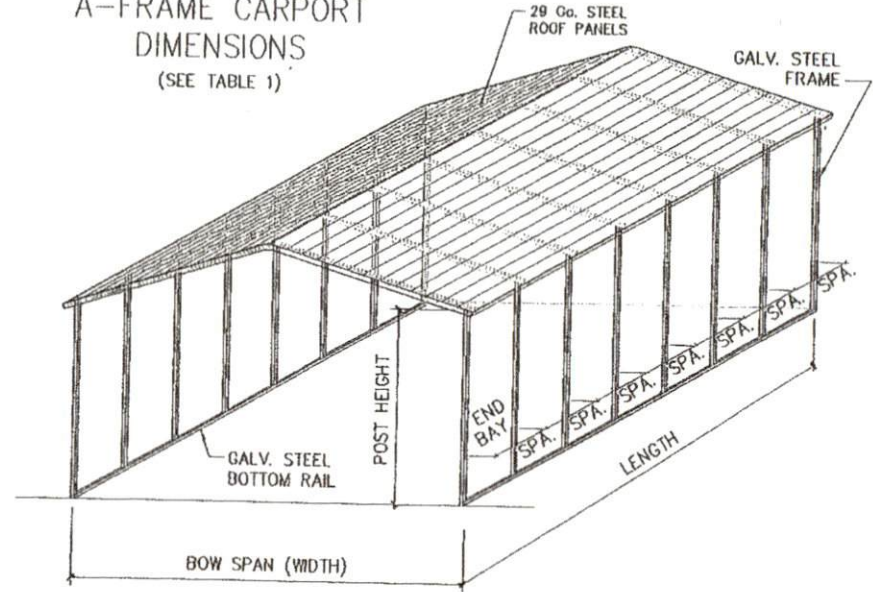 A-FRAME CARPORT
DIMENSIONS
(SEE TABLE 1)
29 Ga. STEEL
ROOF PANELS
GALV. STEEL
FRAME
SPA.
SPA.
SPA.
SPA.
SPA.
SPA.
SPA.
END
BAY
POST HEIGHT
LENGTH
GALV. STEEL
BOTTOM RAIL
BOW SPAN (WIDTH)